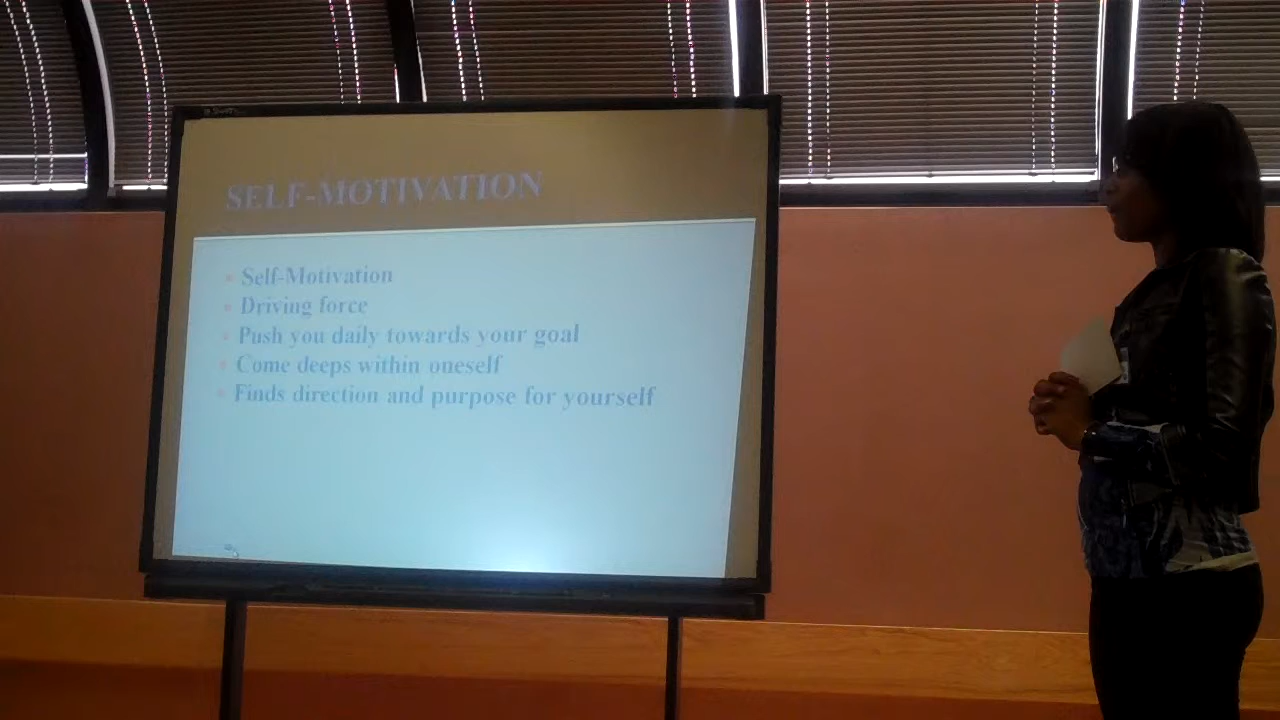 SELF-MOTIVATION
Self-Motivation
Driving force
Push you daily towards your goal
Come deeps within oneself
Finds direction and purpose for yourself